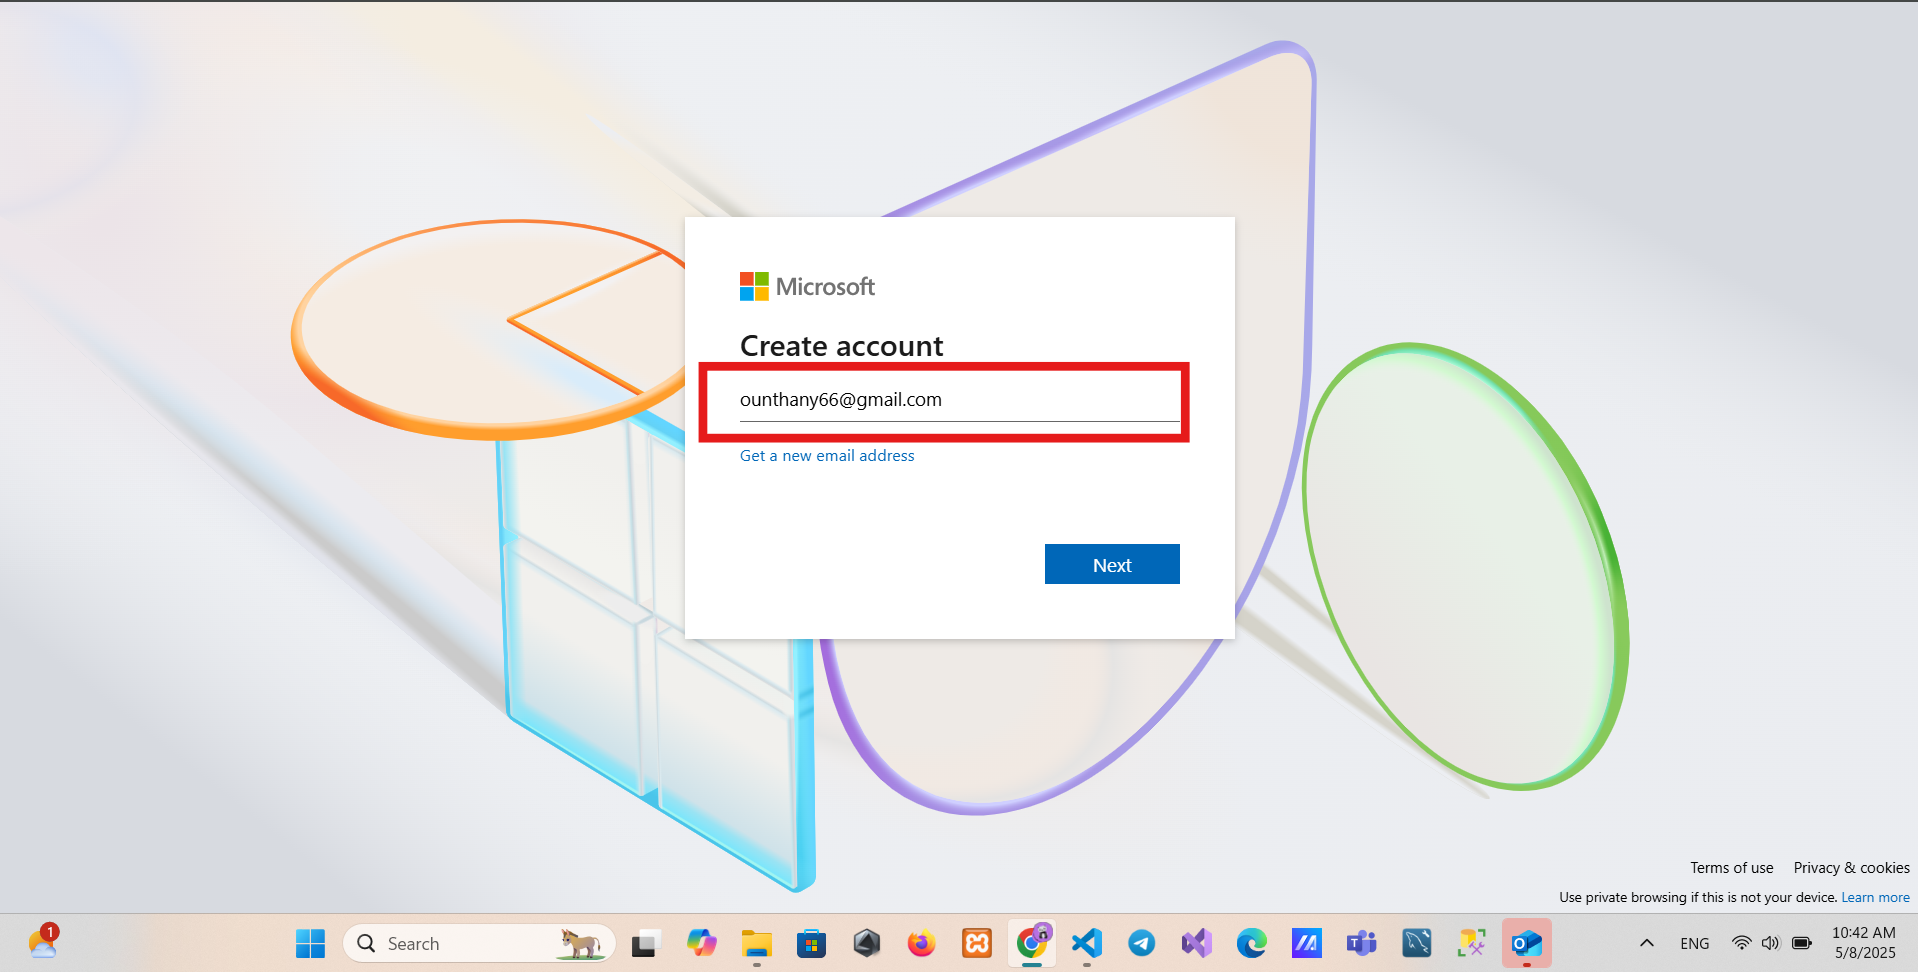 Microsoft
Create account
ounthany66@gmail.com
Get a new email address
Next
Terms of use Privacy & cookies
Use private browsing if this is not your device. Learn more
1
Search
ENG
10:42 AM
5/8/2025